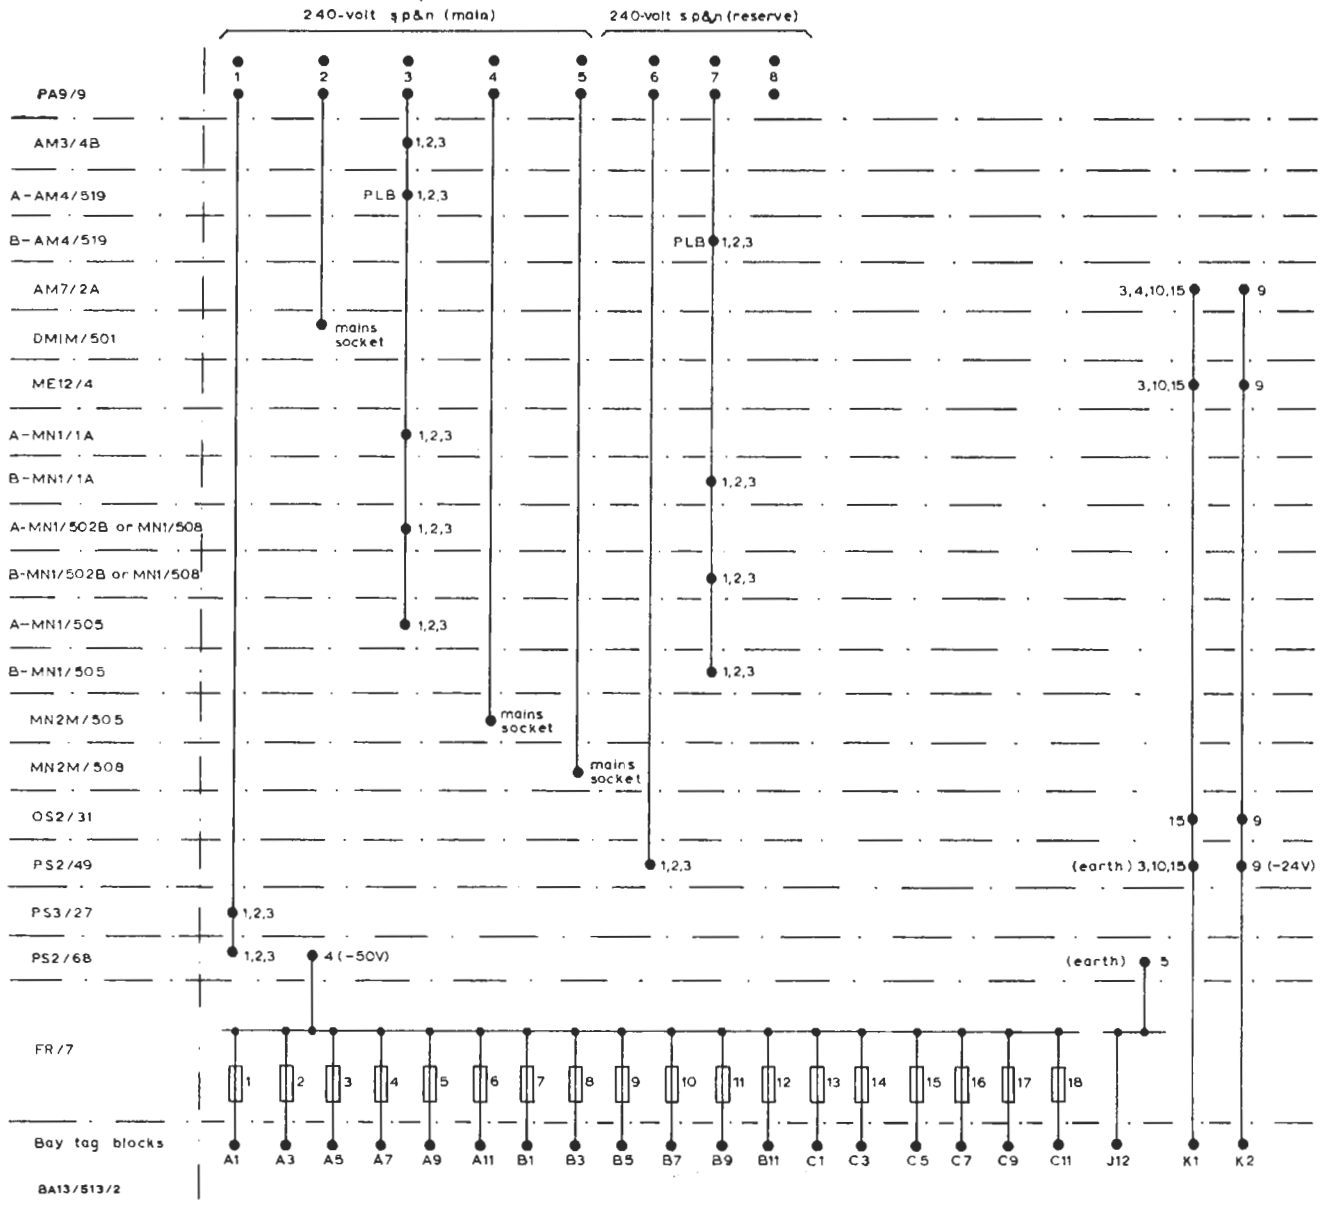 240-volt sp&n (main) 240-volt sp&n (reserve)
1 2 3 4 5 6 7 8
PA9/9
AM3/4B 1,2,3
A-AM4/519 PLB 1,2,3
B-AM4/519 PLB 1,2,3
AM7/2A 3,4,10,15 9
DM1M/501 mains socket
ME12/4 3,10,15 9
A-MN1/1A 1,2,3
B-MN1/1A 1,2,3
A-MN1/502B or MN1/508 1,2,3
B-MN1/502B or MN1/508 1,2,3
A-MN1/505 1,2,3
B-MN1/505 1,2,3
MN2M/505 mains socket
MN2M/508 mains socket
OS2/31 15 9
PS2/49 1,2,3 (earth) 3,10,15 9 (-24V)
PS3/27 1,2,3
PS2/68 1,2,3 4 (-50V) (earth) 5
FR/7
1 2 3 4 5 6 7 8 9 10 11 12 13 14 15 16 17 18
Bay tag blocks
A1 A3 A5 A7 A9 A11 B1 B3 B5 B7 B9 B11 C1 C3 C5 C7 C9 C11 J12 K1 K2
BA13/513/2